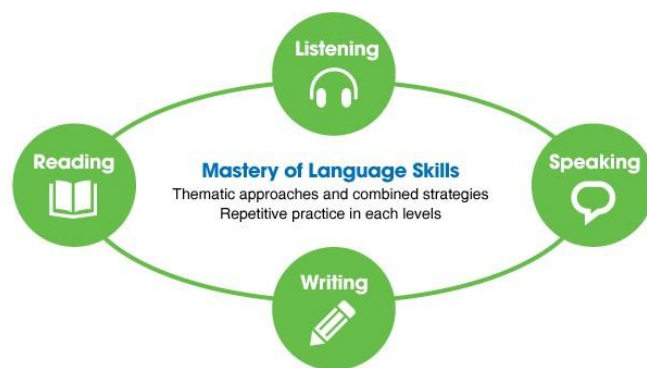 Listening
Reading
Speaking
Mastery of Language Skills
Thematic approaches and combined strategies
Repetitive practice in each levels
Writing